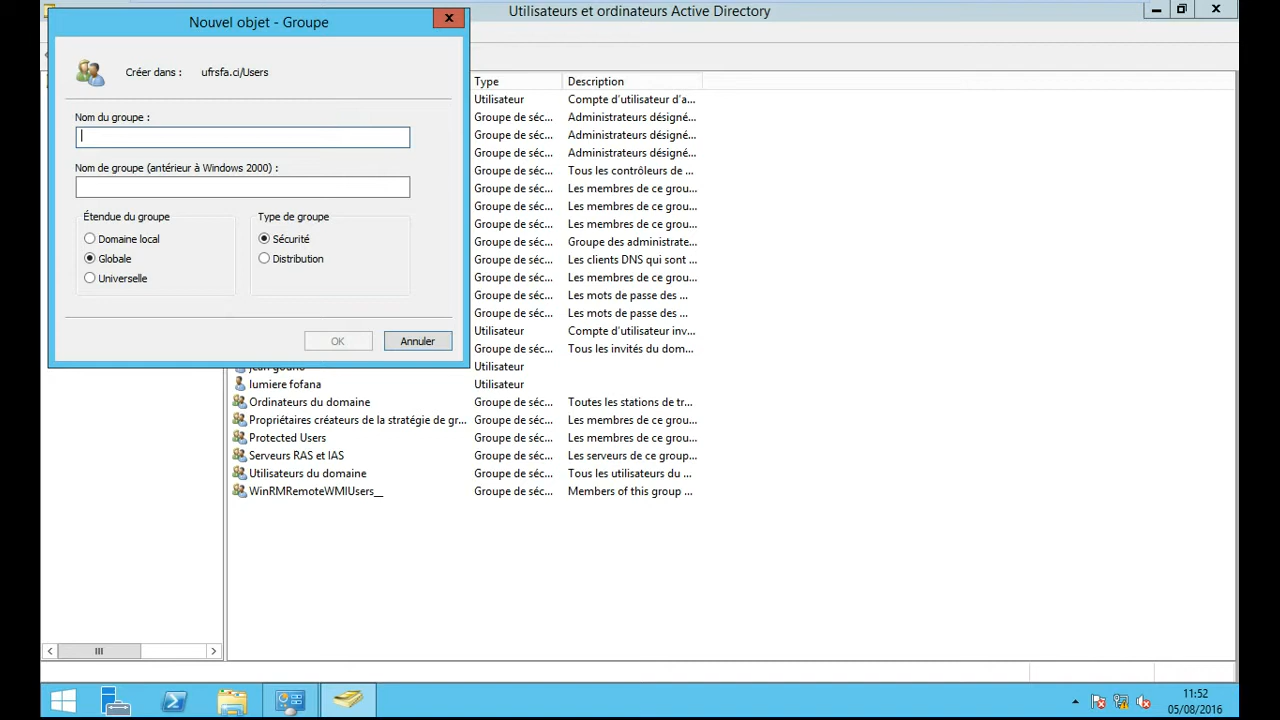 Utilisateurs et ordinateurs Active Directory
Nouvel objet - Groupe
Créer dans : ufrsfa.ci/Users
Nom du groupe :
Nom de groupe (antérieur à Windows 2000) :
Étendue du groupe
Domaine local
Globale
Universelle
Type de groupe
Sécurité
Distribution
OK
Annuler
Type Description
Utilisateur Compte d'utilisateur d'a...
Groupe de séc... Administrateurs désigné...
Groupe de séc... Administrateurs désigné...
Groupe de séc... Administrateurs désigné...
Groupe de séc... Tous les contrôleurs de ...
Groupe de séc... Les membres de ce grou...
Groupe de séc... Les membres de ce grou...
Groupe de séc... Les membres de ce grou...
Groupe de séc... Groupe des administrate...
Groupe de séc... Les clients DNS qui sont ...
Groupe de séc... Les membres de ce grou...
Groupe de séc... Les mots de passe des ...
Groupe de séc... Les mots de passe des ...
Utilisateur Compte d'utilisateur inv...
Groupe de séc... Tous les invités du dom...
Utilisateur
lumiere fofana Utilisateur
Ordinateurs du domaine Groupe de séc... Toutes les stations de tr...
Propriétaires créateurs de la stratégie de gr... Groupe de séc... Les membres de ce grou...
Protected Users Groupe de séc... Les membres de ce grou...
Serveurs RAS et IAS Groupe de séc... Les serveurs de ce group...
Utilisateurs du domaine Groupe de séc... Tous les utilisateurs du ...
WinRMRemoteWMIUsers__ Groupe de séc... Members of this group ...
11:52
05/08/2016